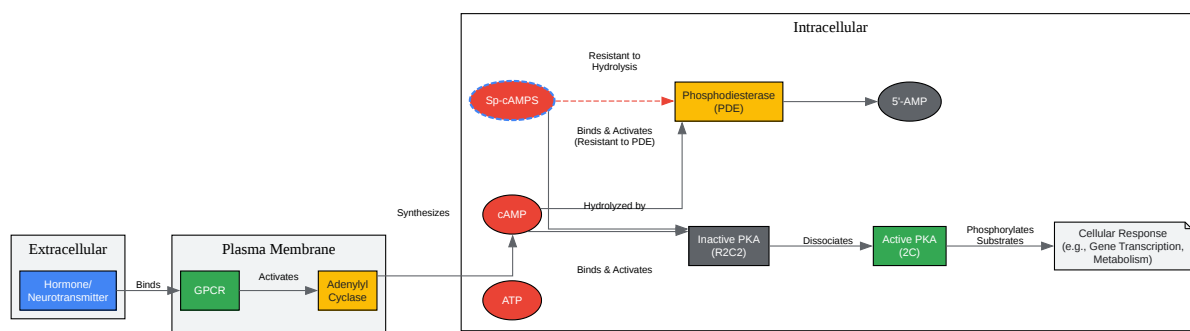 Intracellular
Resistant to
Hydrolysis
Sp-cAMPS
Phosphodiesterase
(PDE)
5'-AMP
Binds & Activates
(Resistant to PDE)
Synthesizes
cAMP
Hydrolyzed by
Inactive PKA
(R2C2)
Dissociates
Active PKA
(2C)
Phosphorylates
Substrates
Cellular Response
(e.g., Gene Transcription,
Metabolism)
Binds & Activates
ATP
Extracellular
Hormone/
Neurotransmitter
Binds
Plasma Membrane
GPCR
Activates
Adenylyl
Cyclase